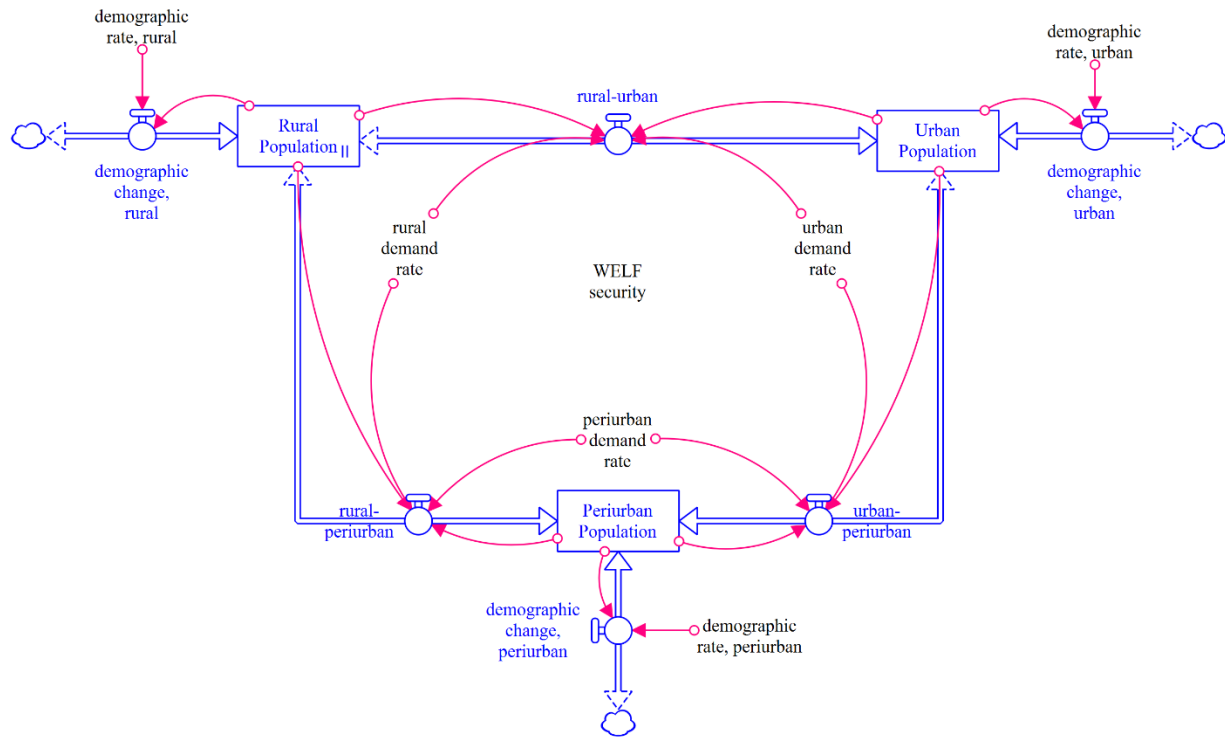 demographic
rate, rural
demographic
rate, urban
rural-urban
Rural
Population
Urban
Population
demographic
change,
rural
demographic
change,
urban
rural
demand
rate
urban
demand
rate
WELF
security
periurban
demand
rate
rural-
periurban
Periurban
Population
urban-
periurban
demographic
change,
periurban
demographic
rate, periurban